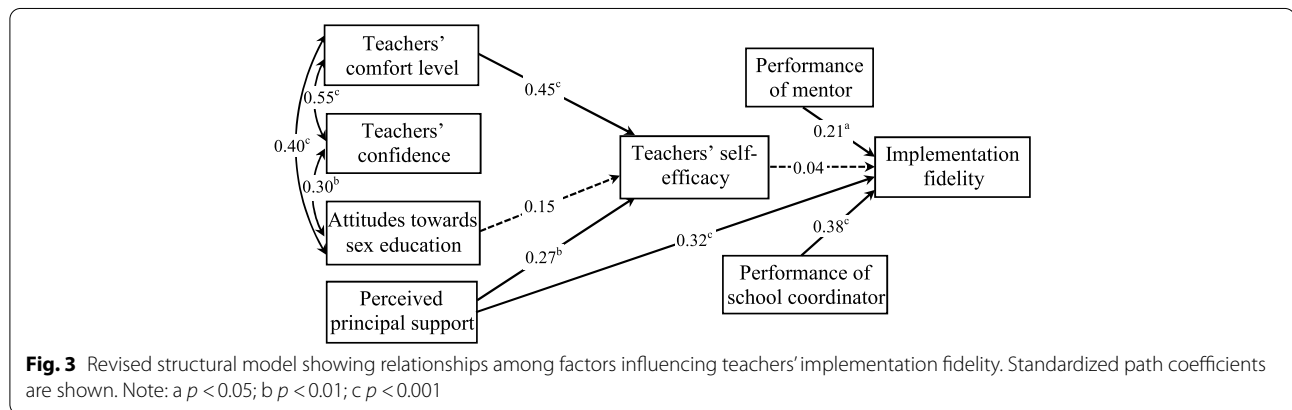 Teachers’
comfort level
Performance
of mentor
0.45ᶜ
0.55ᶜ
0.21ᵃ
Teachers’
confidence
0.40ᶜ
Teachers’ self-
efficacy
0.04
Implementation
fidelity
0.30ᵇ
0.15
Attitudes towards
sex education
0.38ᶜ
0.32ᶜ
0.27ᵇ
Performance of
school coordinator
Perceived
principal support
Fig. 3 Revised structural model showing relationships among factors influencing teachers’ implementation fidelity. Standardized path coefficients
are shown. Note: a p < 0.05; b p < 0.01; c p < 0.001